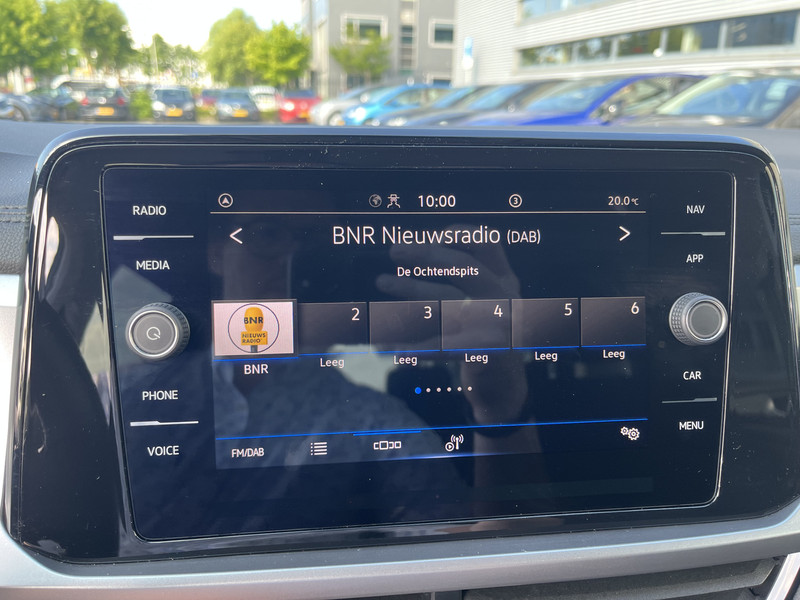 10:00
3
20.0°C
RADIO
MEDIA
PHONE
VOICE
< BNR Nieuwsradio (DAB) >
De Ochtendspits
BNR
NIEUWS
RADIO
2 3 4 5 6
BNR Leeg Leeg Leeg Leeg Leeg
FM/DAB
NAV
APP
CAR
MENU